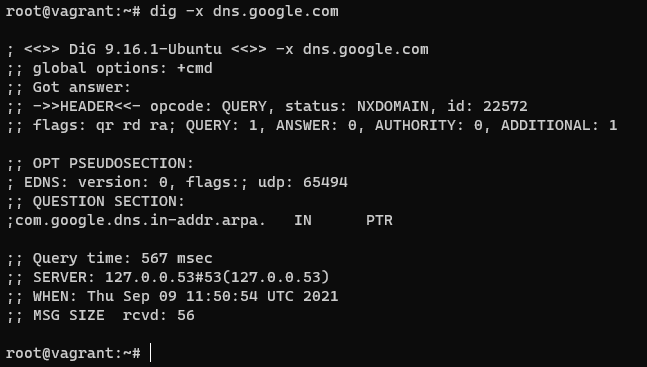 root@vagrant:~# dig -x dns.google.com
; <<>> DiG 9.16.1-Ubuntu <<>> -x dns.google.com
;; global options: +cmd
;; Got answer:
;; ->>HEADER<<- opcode: QUERY, status: NXDOMAIN, id: 22572
;; flags: qr rd ra; QUERY: 1, ANSWER: 0, AUTHORITY: 0, ADDITIONAL: 1
;; OPT PSEUDOSECTION:
; EDNS: version: 0, flags:; udp: 65494
;; QUESTION SECTION:
;com.google.dns.in-addr.arpa. IN PTR
;; Query time: 567 msec
;; SERVER: 127.0.0.53#53(127.0.0.53)
;; WHEN: Thu Sep 09 11:50:54 UTC 2021
;; MSG SIZE rcvd: 56
root@vagrant:~#